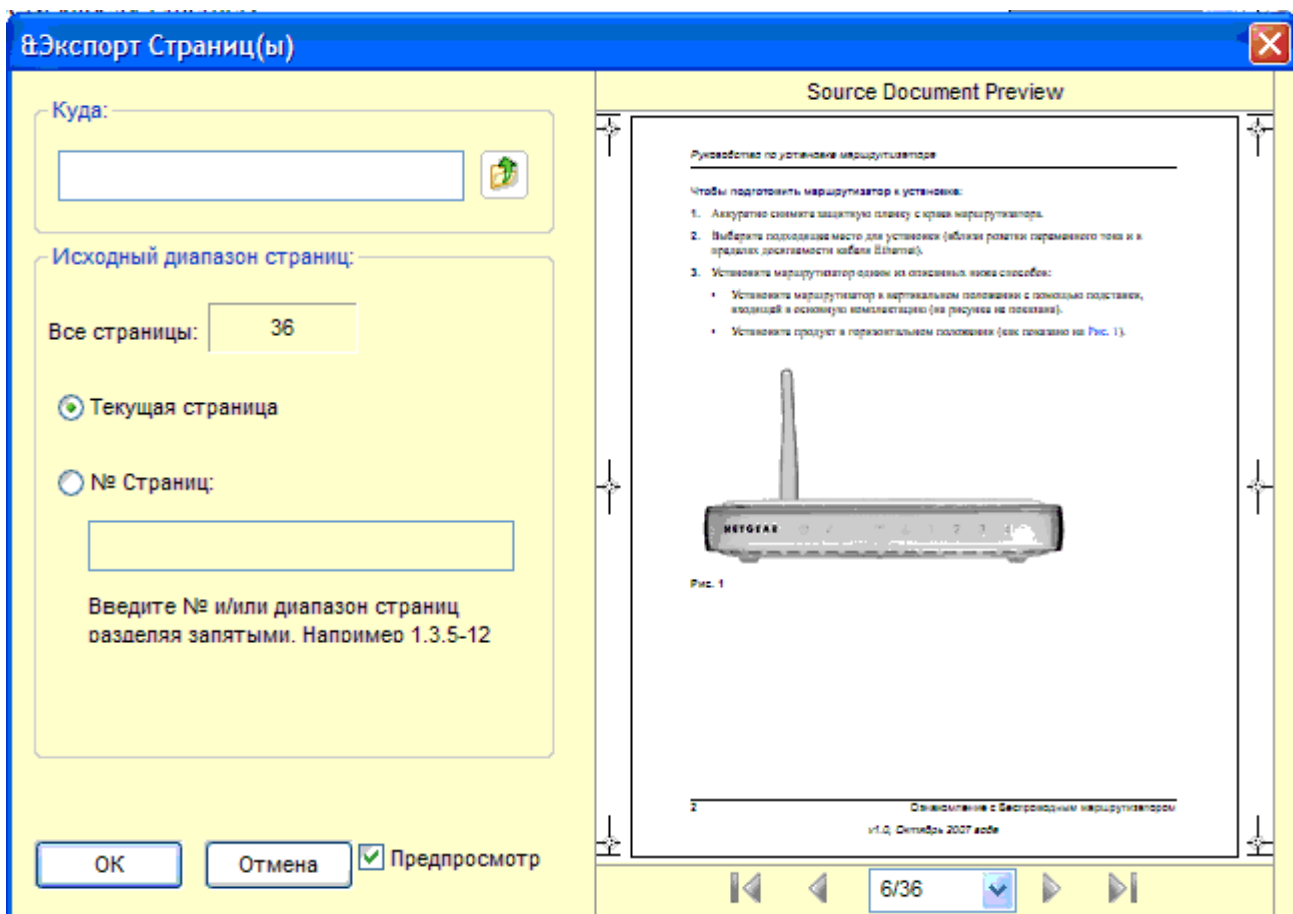 &Экспорт Страниц(ы)
Куда:
Исходный диапазон страниц:
Все страницы: 36
Текущая страница
№ Страниц:
Введите № и/или диапазон страниц
разделяя запятыми. Например 1.3.5-12
ОК
Отмена
Предпросмотр
Source Document Preview
Руководство по установке маршрутизатора
Чтобы подготовить маршрутизатор к установке:
1. Аккуратно снимите защитную пленку с краев маршрутизатора.
2. Выберите подходящее место для установки (вблизи розетки переменного тока и в
пределах досягаемости кабеля Ethernet).
3. Установите маршрутизатор одним из описанных ниже способов:
• Установите маршрутизатор в вертикальном положении с помощью подставки,
входящей в основную комплектацию (на рисунке не показана).
• Установите продукт в горизонтальном положении (как показано на Рис. 1).
NETGEAR
Рис. 1
2 Ознакомление с беспроводным маршрутизатором
v1.0, Октябрь 2007 года
6/36